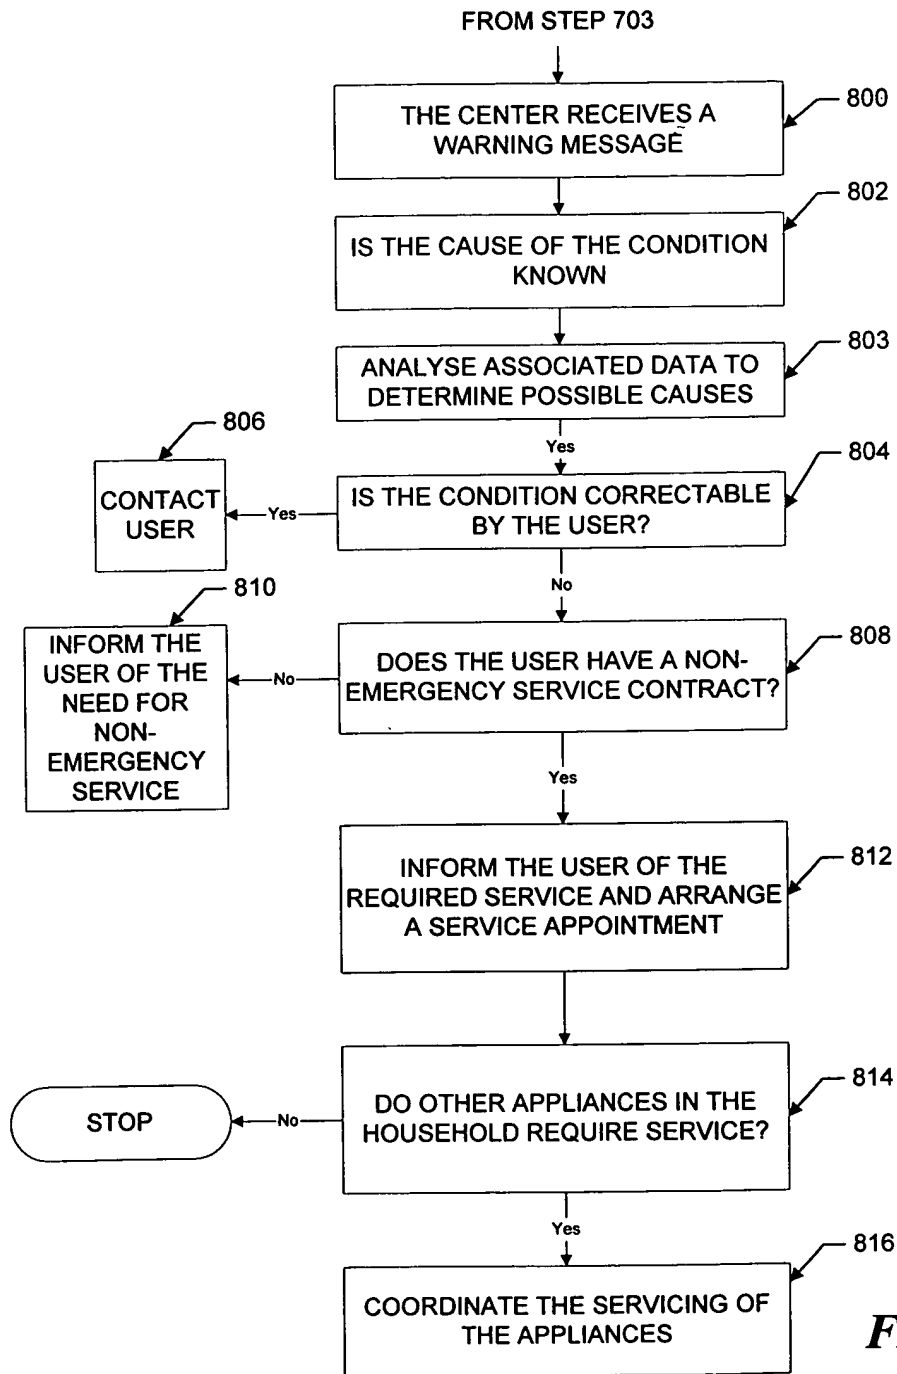 FROM STEP 703
THE CENTER RECEIVES A
WARNING MESSAGE
800
802
IS THE CAUSE OF THE CONDITION
KNOWN
803
ANALYSE ASSOCIATED DATA TO
DETERMINE POSSIBLE CAUSES
Yes
806
CONTACT
USER
Yes
804
IS THE CONDITION CORRECTABLE
BY THE USER?
No
810
INFORM THE
USER OF THE
NEED FOR
NON-
EMERGENCY
SERVICE
No
808
DOES THE USER HAVE A NON-
EMERGENCY SERVICE CONTRACT?
Yes
812
INFORM THE USER OF THE
REQUIRED SERVICE AND ARRANGE
A SERVICE APPOINTMENT
814
DO OTHER APPLIANCES IN THE
HOUSEHOLD REQUIRE SERVICE?
No
STOP
Yes
816
COORDINATE THE SERVICING OF
THE APPLIANCES